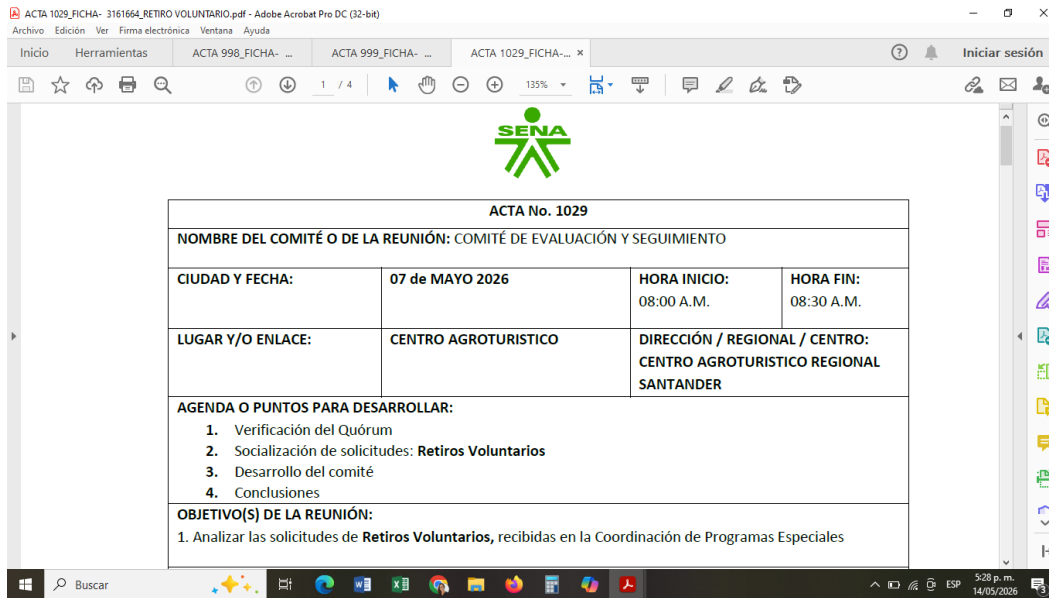 ACTA 1029_FICHA- 3161664_RETIRO VOLUNTARIO.pdf - Adobe Acrobat Pro DC (32-bit)
Archivo Edición Ver Firma electrónica Ventana Ayuda
Inicio Herramientas ACTA 998_FICHA- ... ACTA 999_FICHA- ... ACTA 1029_FICHA-... × Iniciar sesión
1 / 4 135%
SENA
ACTA No. 1029
NOMBRE DEL COMITÉ O DE LA REUNIÓN: COMITÉ DE EVALUACIÓN Y SEGUIMIENTO
CIUDAD Y FECHA: 07 de MAYO 2026 HORA INICIO: HORA FIN:
08:00 A.M. 08:30 A.M.
LUGAR Y/O ENLACE: CENTRO AGROTURISTICO DIRECCIÓN / REGIONAL / CENTRO:
CENTRO AGROTURISTICO REGIONAL
SANTANDER
AGENDA O PUNTOS PARA DESARROLLAR:
1. Verificación del Quórum
2. Socialización de solicitudes: Retiros Voluntarios
3. Desarrollo del comité
4. Conclusiones
OBJETIVO(S) DE LA REUNIÓN:
1. Analizar las solicitudes de Retiros Voluntarios, recibidas en la Coordinación de Programas Especiales
Buscar ESP 5:28 p. m.
14/05/2026 3